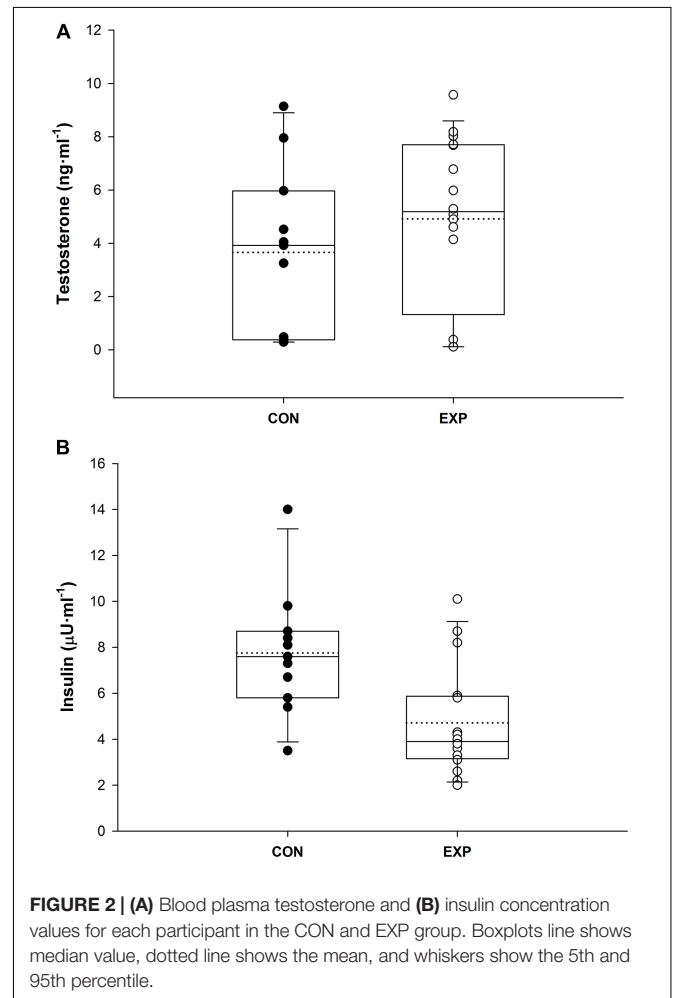 A
12
10
8
6
4
2
0
Testosterone (ng·ml⁻¹)
CON EXP
B
16
14
12
10
8
6
4
2
0
Insulin (μU·ml⁻¹)
CON EXP
FIGURE 2 | (A) Blood plasma testosterone and (B) insulin concentration
values for each participant in the CON and EXP group. Boxplots line shows
median value, dotted line shows the mean, and whiskers show the 5th and
95th percentile.